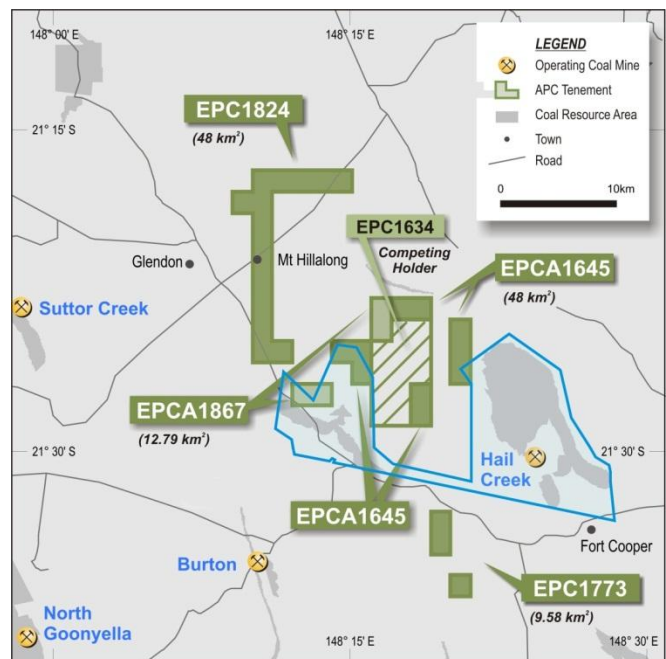 148° 00' E
148° 15' E
LEGEND
Operating Coal Mine
APC Tenement
Coal Resource Area
Town
Road
0 10km
21° 15' S
21° 15' S
EPC1824
(48 km²)
EPC1634
Competing
Holder
Glendon
Mt Hillalong
EPCA1645
(48 km²)
Suttor Creek
EPCA1867
(12.79 km²)
21° 30' S
21° 30' S
Hail
Creek
EPCA1645
Fort Cooper
Burton
EPC1773
(9.58 km²)
North
Goonyella
148° 15' E
148° 30' E